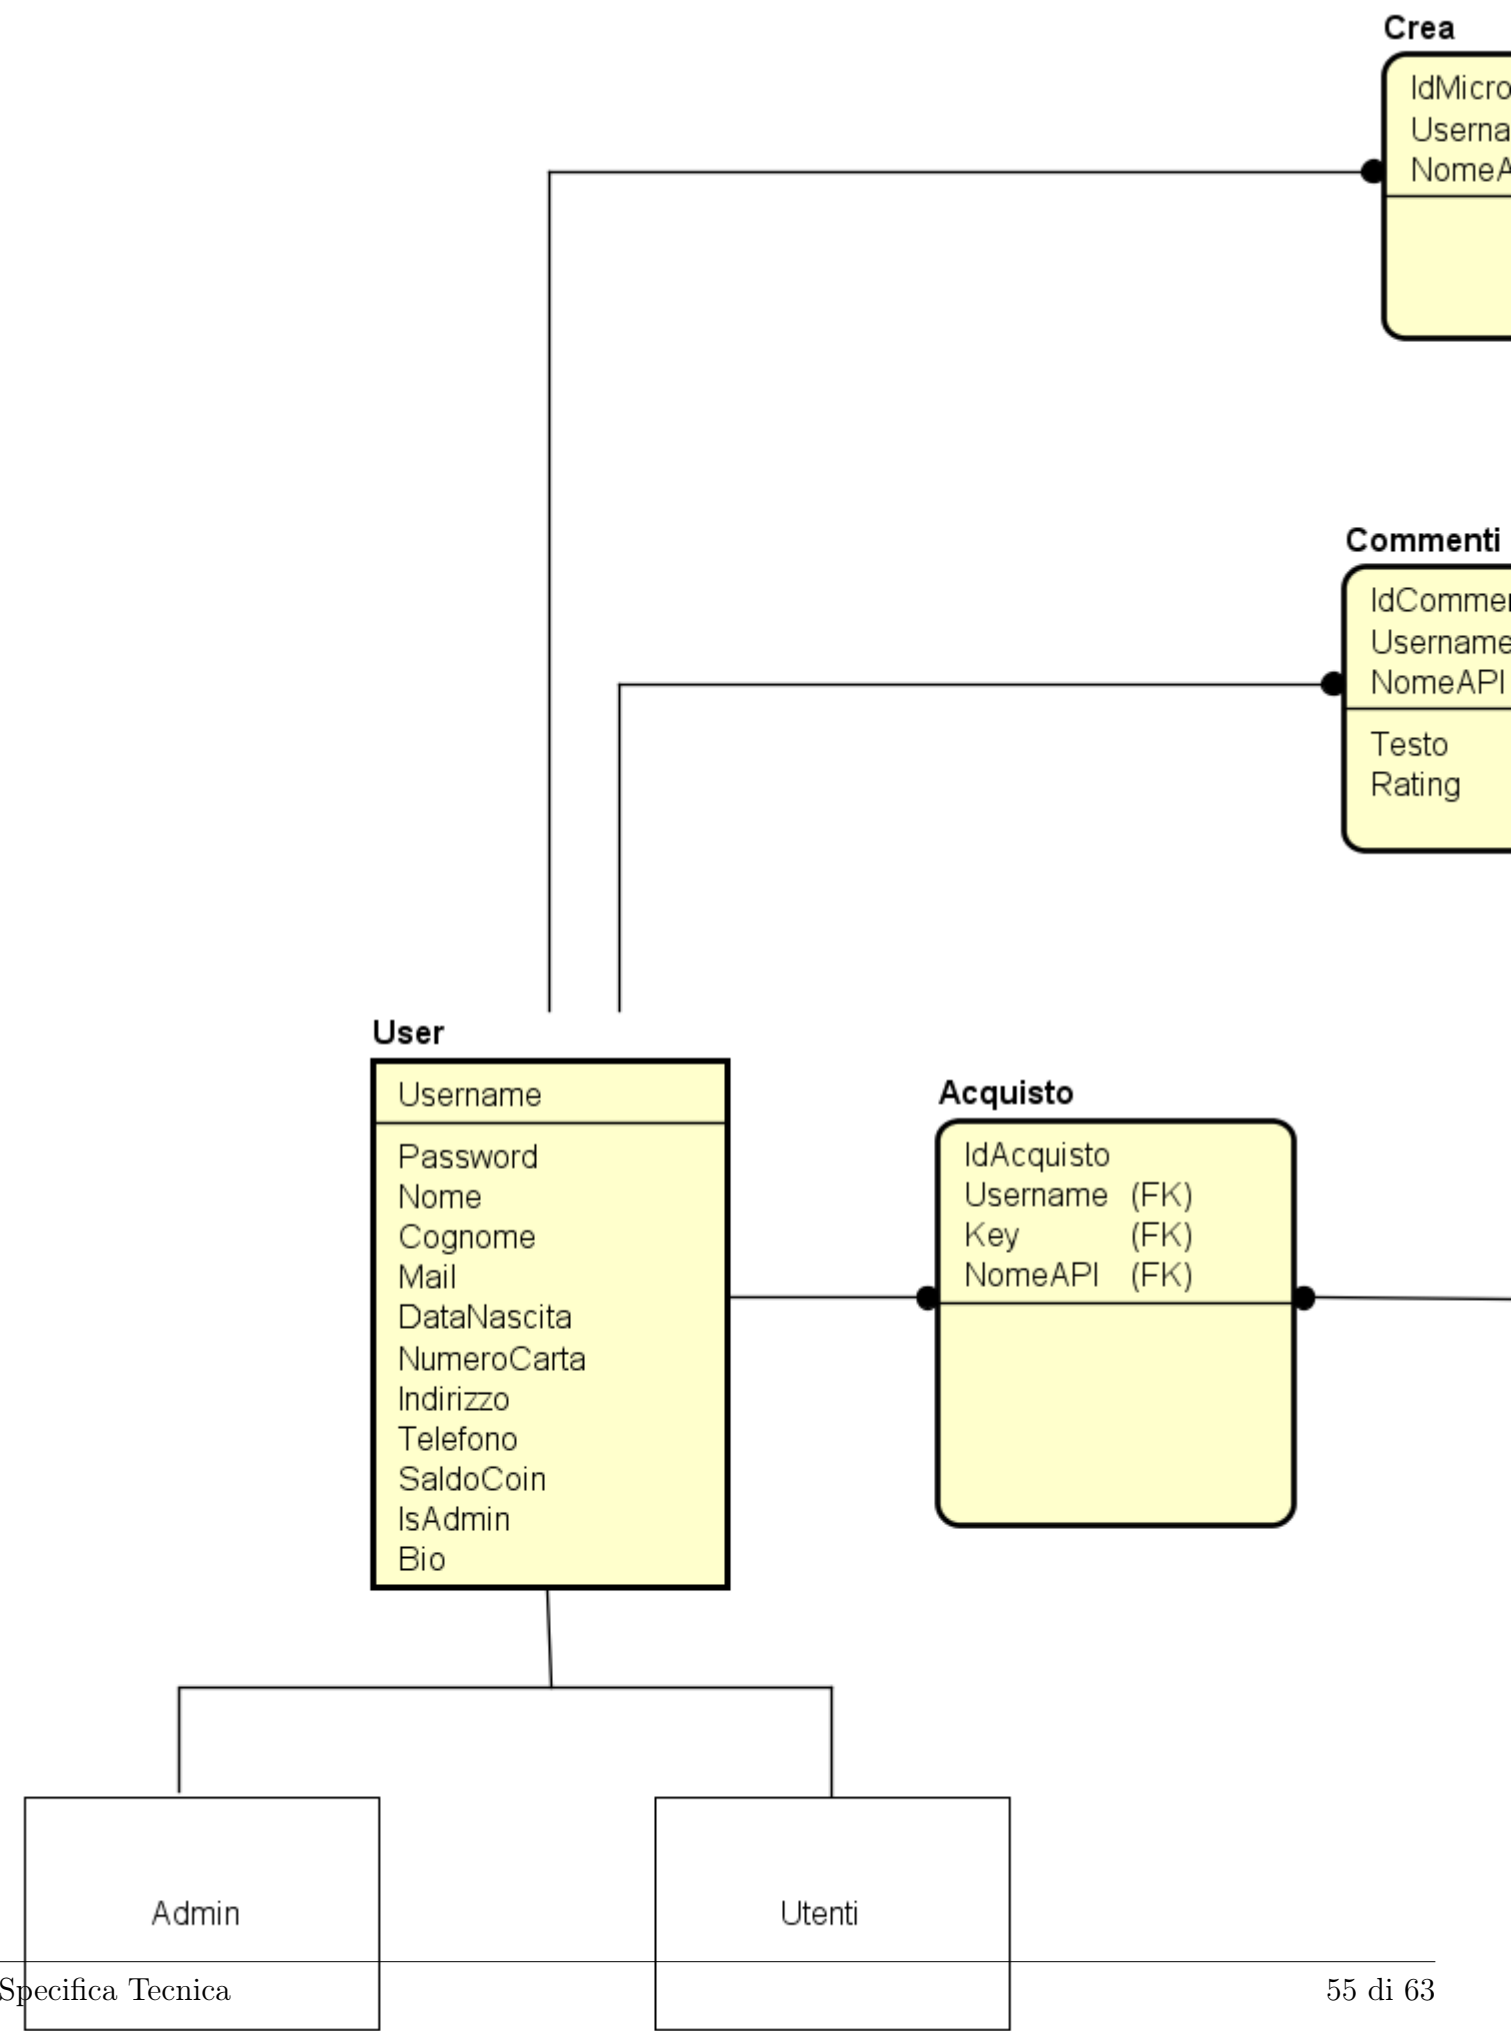 Crea
IdMicro
Userna
NomeA
Commenti
IdCommen
Username
NomeAPI
Testo
Rating
User
Username
Password
Nome
Cognome
Mail
DataNascita
NumeroCarta
Indirizzo
Telefono
SaldoCoin
IsAdmin
Bio
Acquisto
IdAcquisto
Username (FK)
Key (FK)
NomeAPI (FK)
Admin
Utenti
Specifica Tecnica
55 di 63